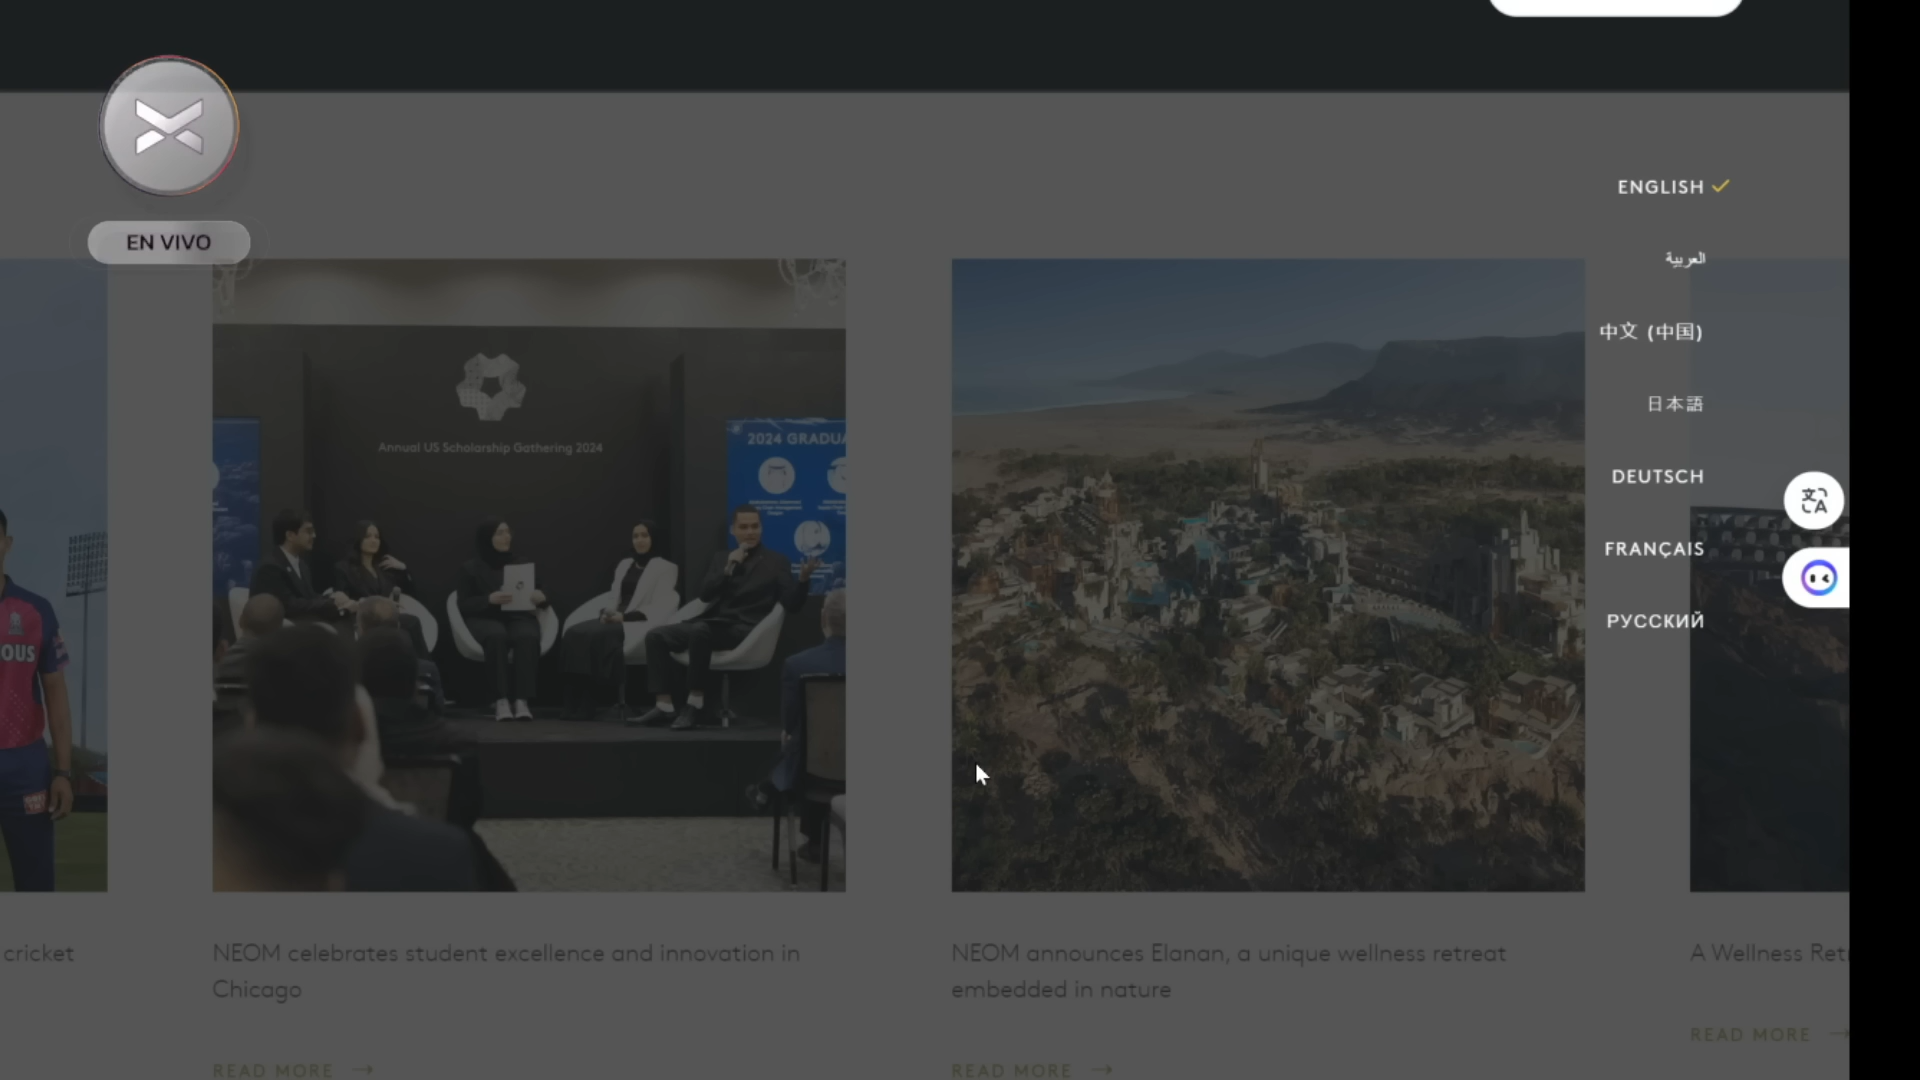 EN VIVO
ENGLISH
العربية
中文 (中国)
日本語
DEUTSCH
FRANÇAIS
РУССКИЙ
Annual US Scholarship Gathering 2024
2024 GRADUA
OUS
cricket
NEOM celebrates student excellence and innovation in
Chicago
READ MORE →
NEOM announces Elanan, a unique wellness retreat
embedded in nature
READ MORE →
A Wellness Ret
READ MORE →